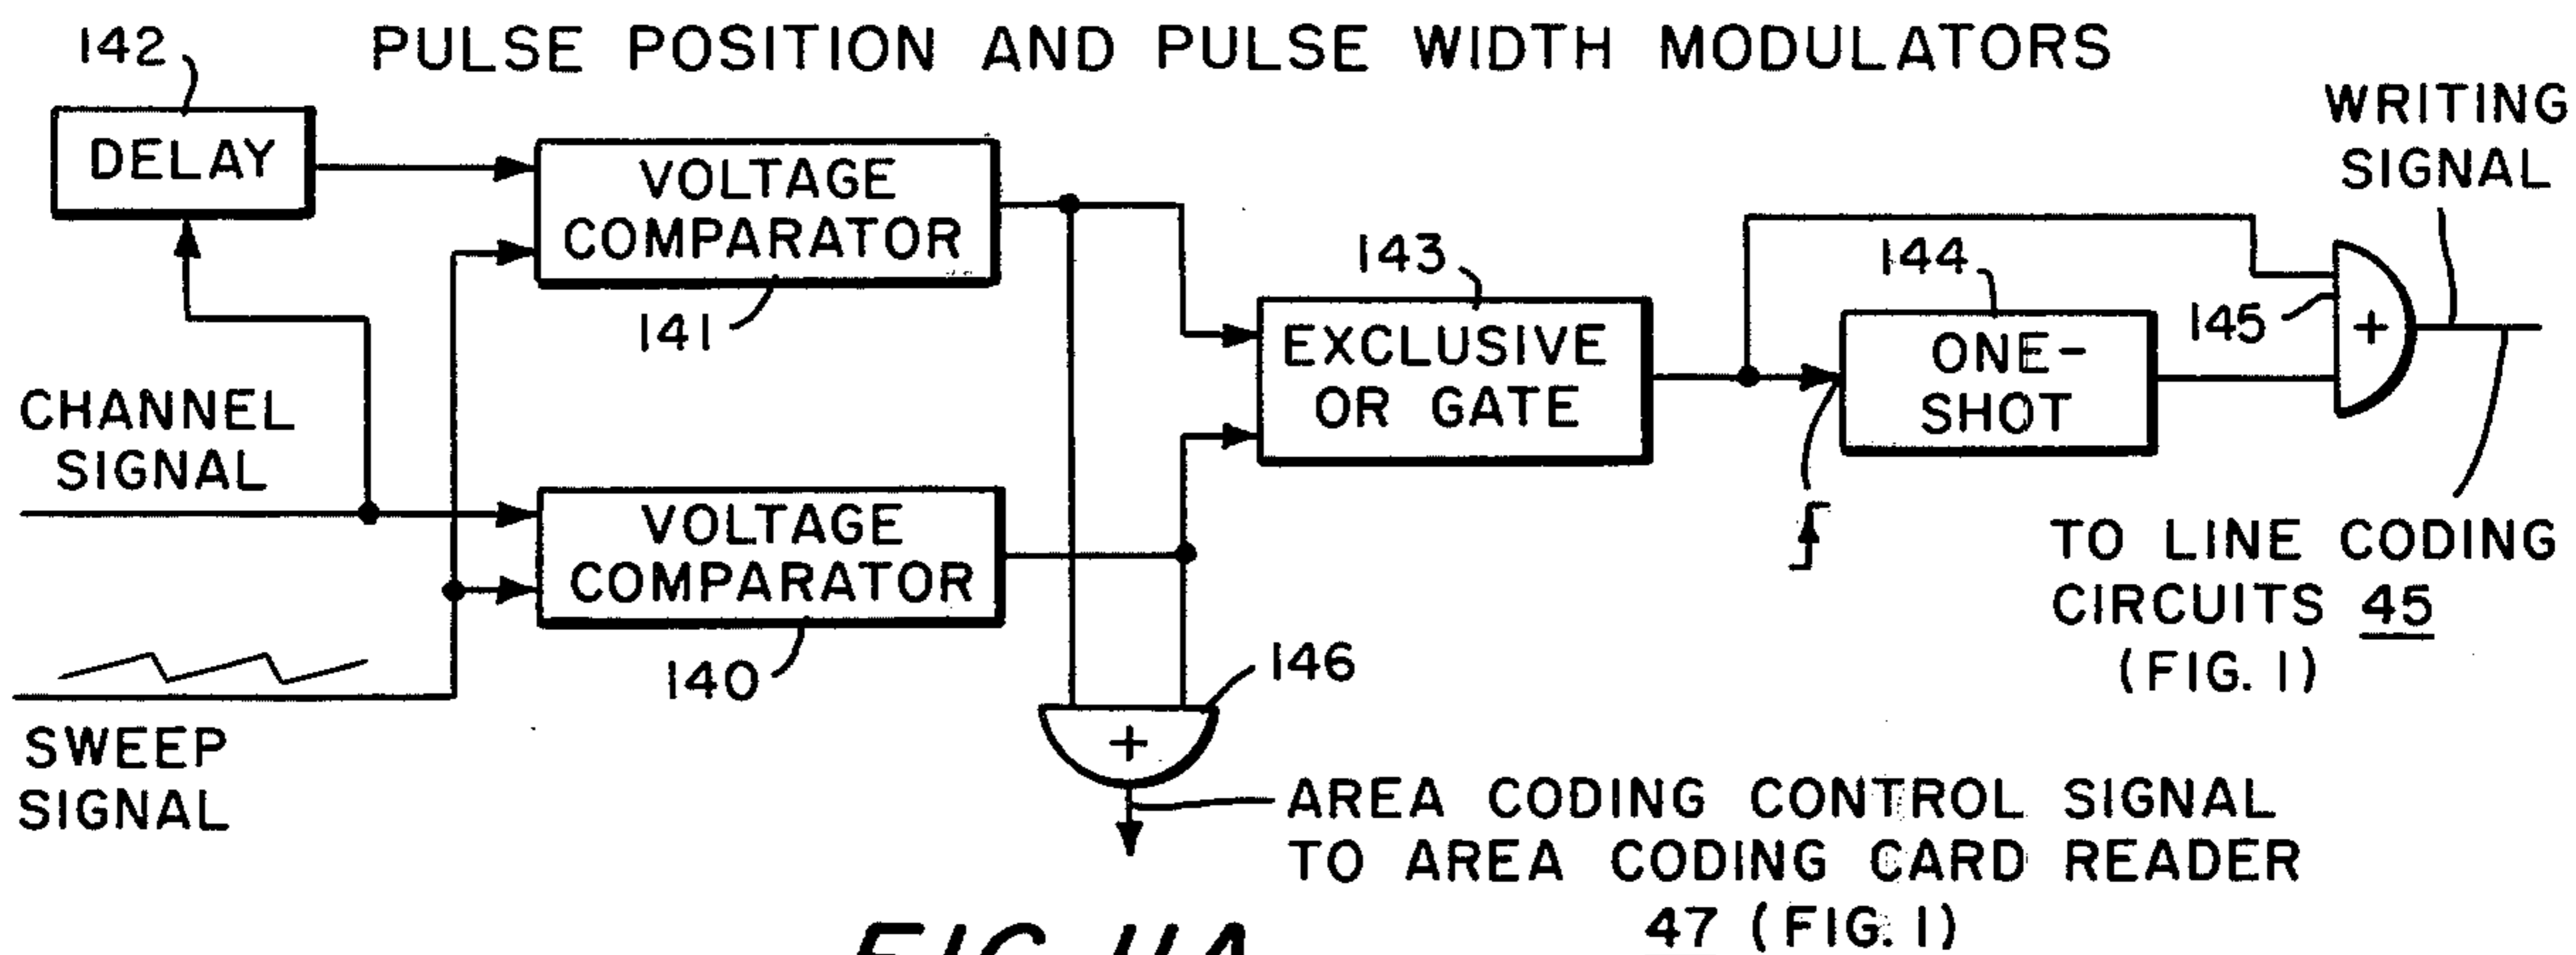 PULSE POSITION AND PULSE WIDTH MODULATORS
142
DELAY
VOLTAGE
COMPARATOR
141
CHANNEL
SIGNAL
VOLTAGE
COMPARATOR
140
SWEEP
SIGNAL
143
EXCLUSIVE
OR GATE
144
ONE-
SHOT
145
+
WRITING
SIGNAL
TO LINE CODING
CIRCUITS 45
(FIG. 1)
146
+
AREA CODING CONTROL SIGNAL
TO AREA CODING CARD READER
47 (FIG. 1)